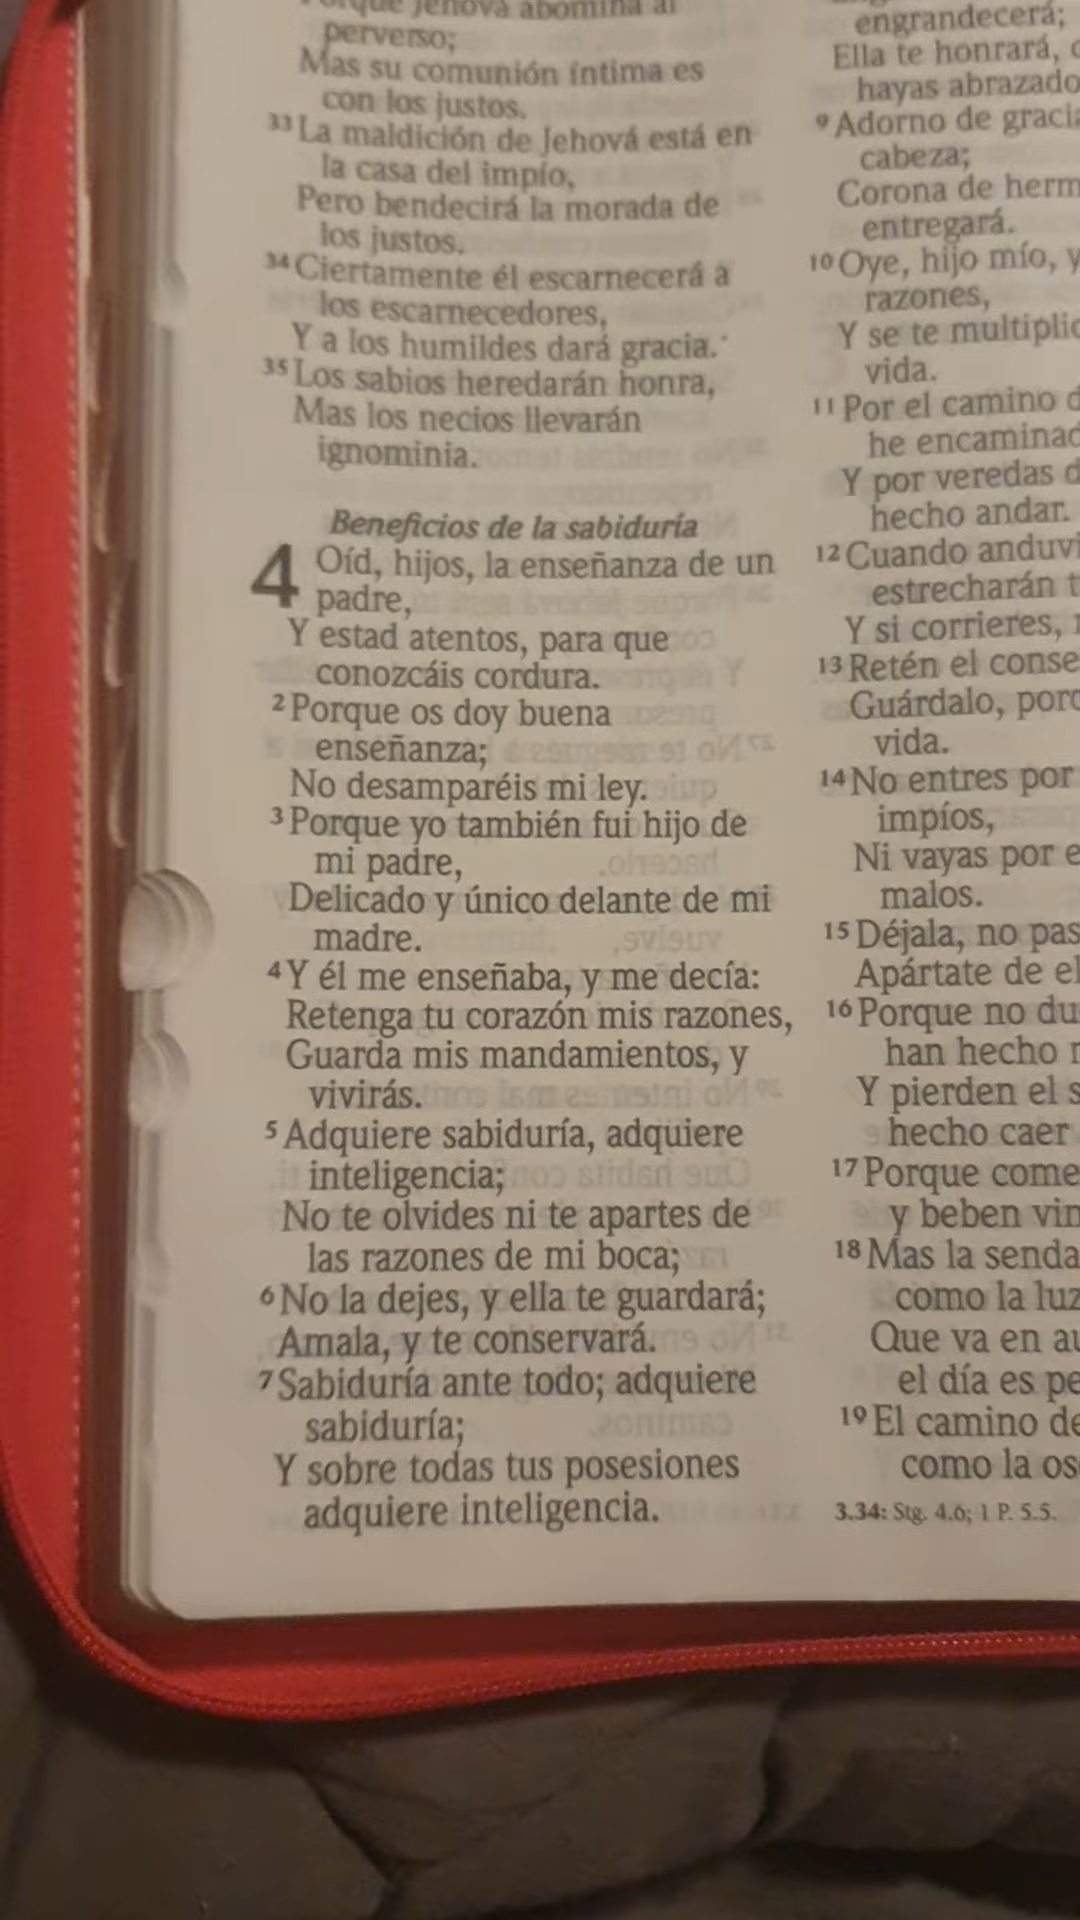 Porque Jehová abomina al
perverso;
Mas su comunión íntima es
con los justos.
33 La maldición de Jehová está en
la casa del impío,
Pero bendecirá la morada de
los justos.
34 Ciertamente él escarnecerá a
los escarnecedores,
Y a los humildes dará gracia.
35 Los sabios heredarán honra,
Mas los necios llevarán
ignominia.
Beneficios de la sabiduría
4 Oíd, hijos, la enseñanza de un
padre,
Y estad atentos, para que
conozcáis cordura.
2 Porque os doy buena
enseñanza;
No desamparéis mi ley.
3 Porque yo también fui hijo de
mi padre,
Delicado y único delante de mi
madre.
4 Y él me enseñaba, y me decía:
Retenga tu corazón mis razones,
Guarda mis mandamientos, y
vivirás.
5 Adquiere sabiduría, adquiere
inteligencia;
No te olvides ni te apartes de
las razones de mi boca;
6 No la dejes, y ella te guardará;
Amala, y te conservará.
7 Sabiduría ante todo; adquiere
sabiduría;
Y sobre todas tus posesiones
adquiere inteligencia.
engrandecerá;
Ella te honrará,
hayas abrazado
9 Adorno de
cabeza;
Corona de
entregará.
10 Oye, hijo mío, y
razones,
Y se te
vida.
11 Por el camino
he
Y por veredas
hecho andar.
12 Cuando
estrecharán
Y si corrieres,
13 Retén el
Guárdalo,
vida.
14 No entres por
impíos,
Ni vayas por
malos.
15 Déjala, no
Apártate de
16 Porque no
han hecho
Y pierden el
hecho caer
17 Porque
y beben
18 Mas la senda
como la
Que va en
el día es
19 El camino
como la
3.34: Stg. 4.6; 1 P. 5.5.